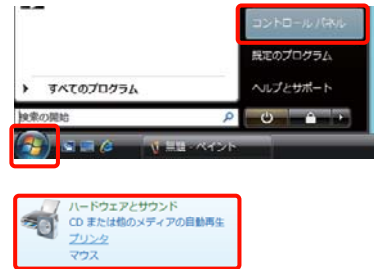 コントロール パネル
既定のプログラム
すべてのプログラム
ヘルプとサポート
検索の開始
無題 - ペイント
ハードウェアとサウンド
CD または他のメディアの自動再生
プリンタ
マウス